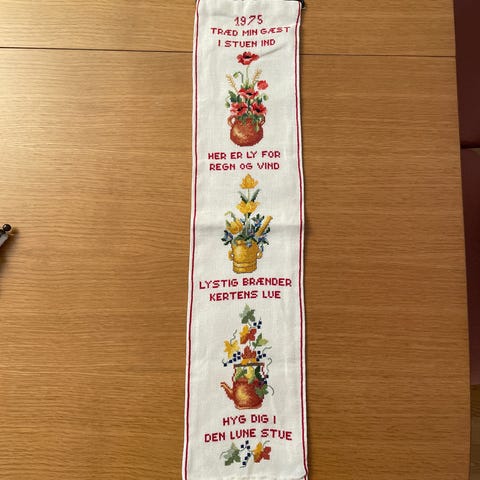 1975
TRÆD MIN GÆST
I STUEN IND
HER ER LY FOR
REGN OG VIND
LYSTIG BRÆNDER
KERTENS LUE
HYG DIG I
DEN LUNE STUE